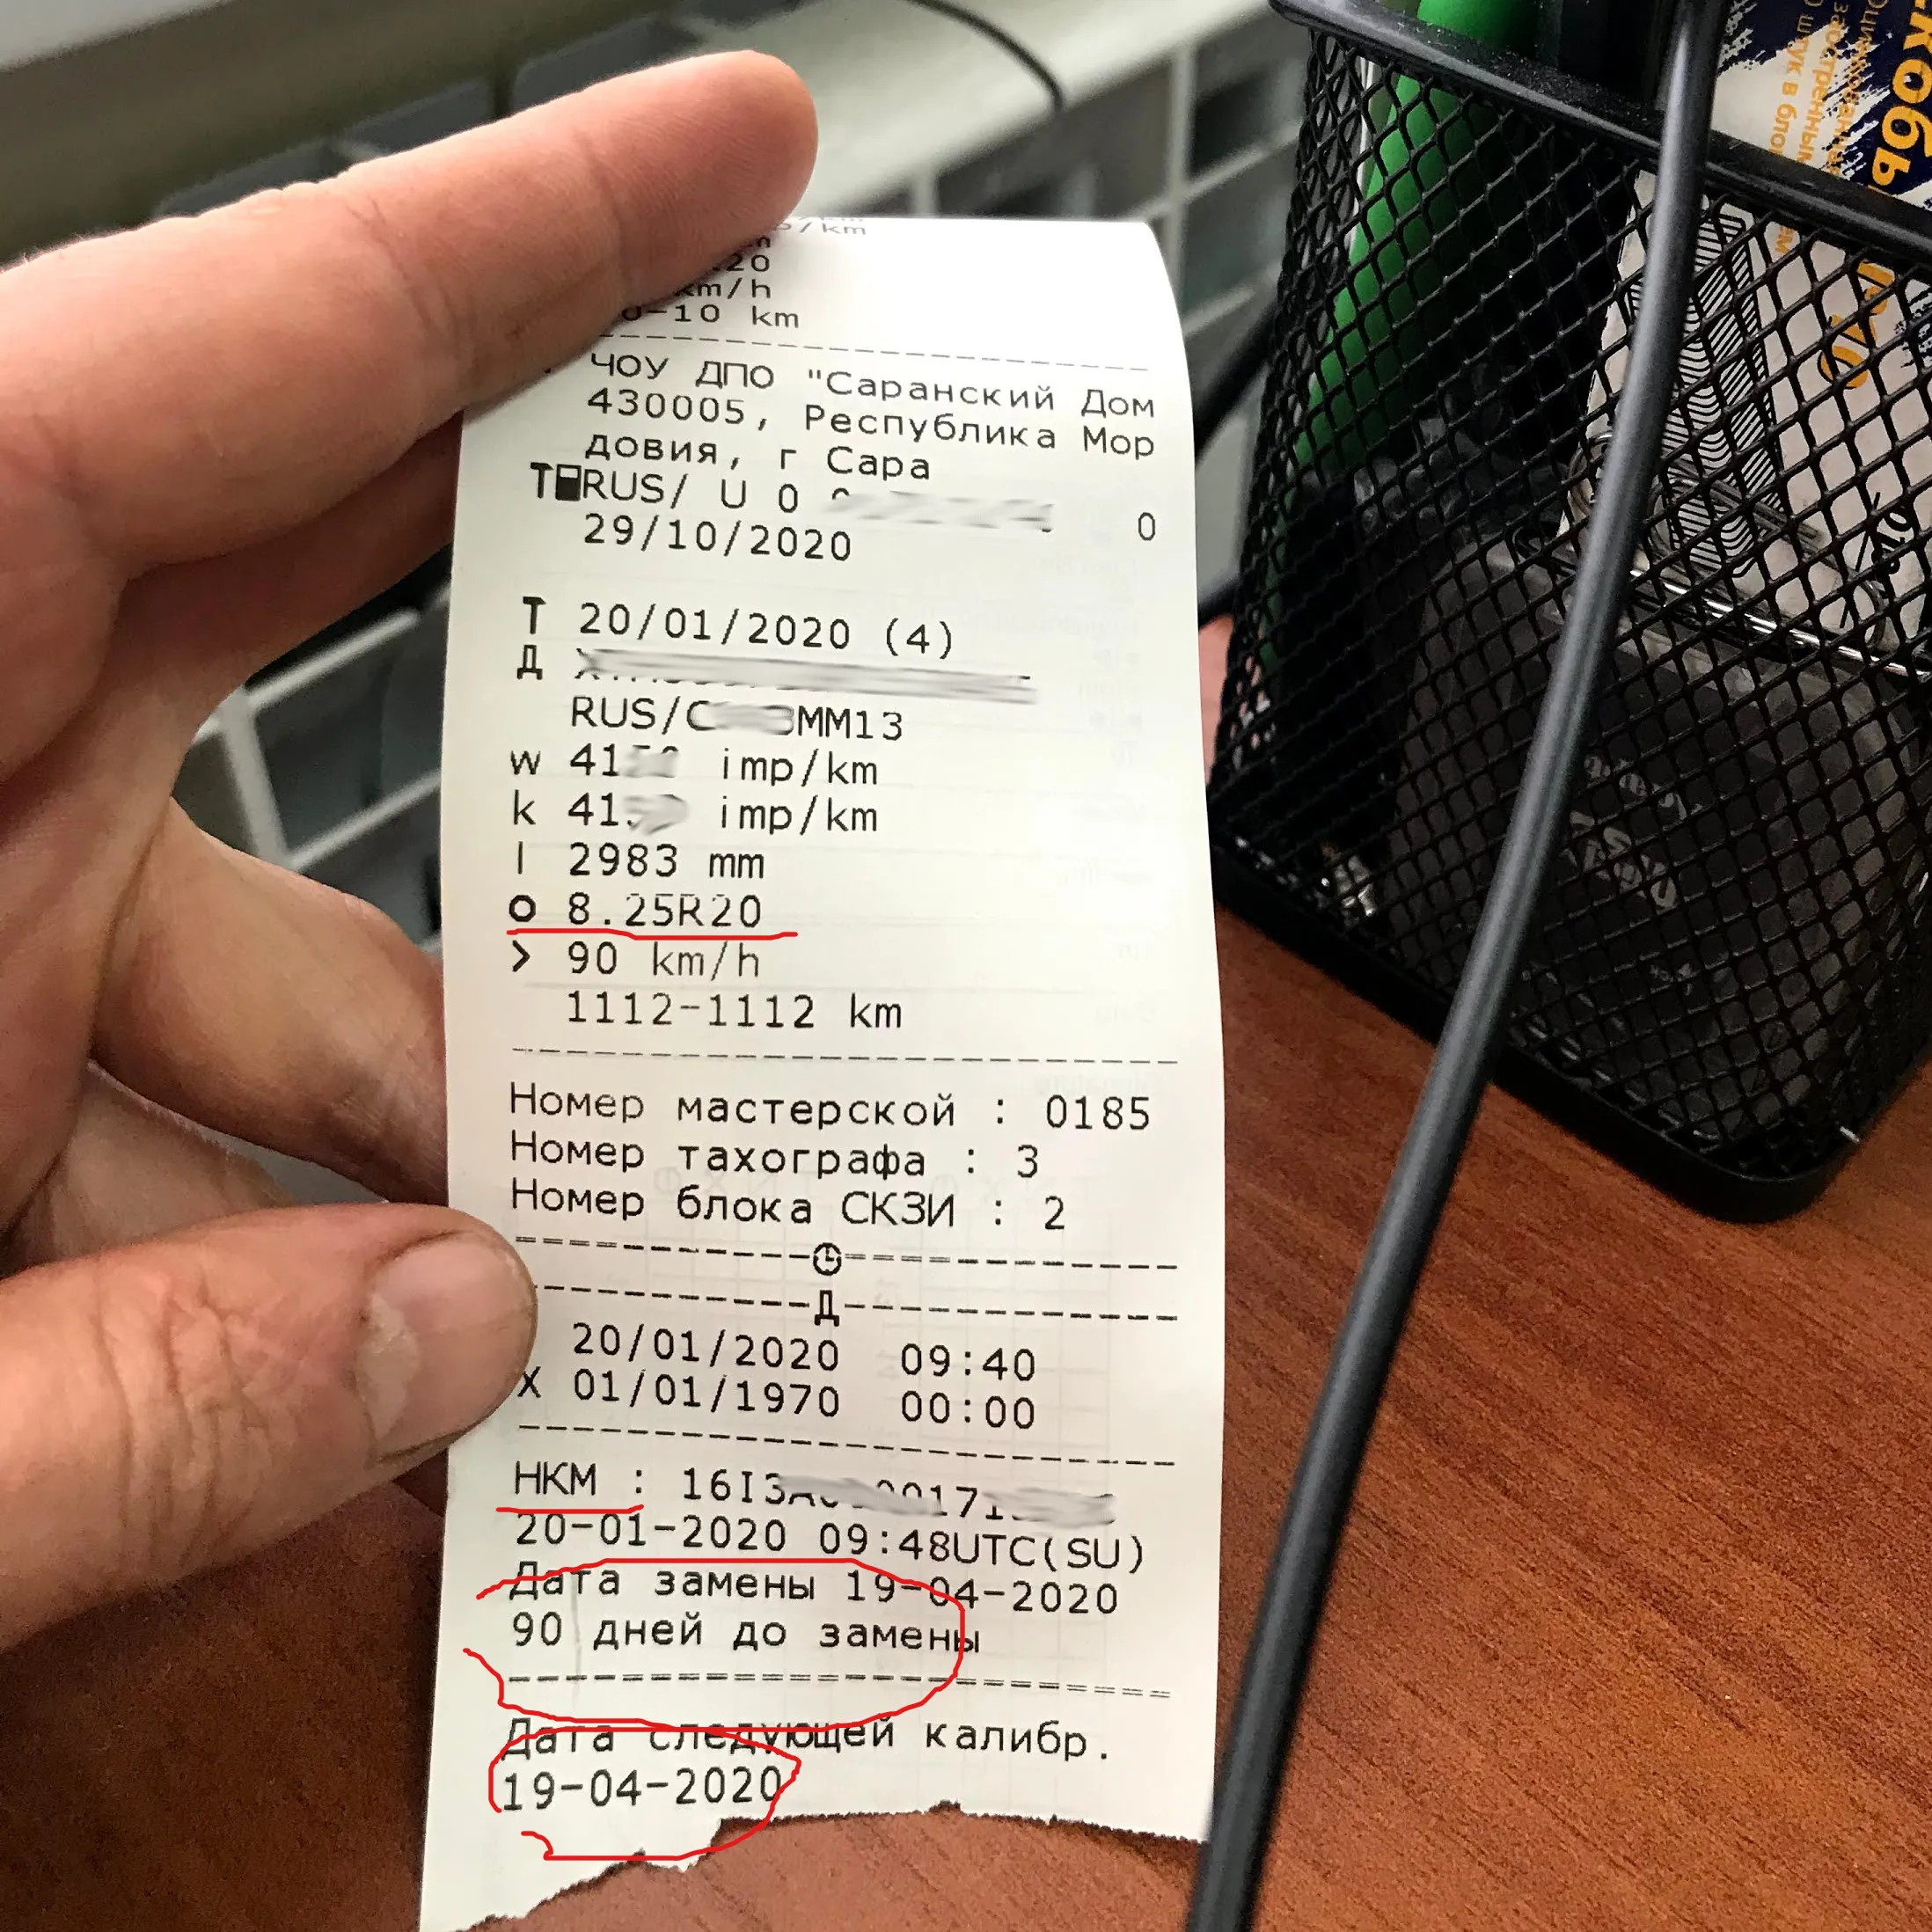 /km
20
km/h
0-10 km
ЧОУ ДПО "Саранский Дом
430005, Республика Мор
довия, г Сара
T RUS/ U 0 0
29/10/2020
T 20/01/2020 (4)
Д
RUS/C MM13
w 41 imp/km
k 41 imp/km
l 2983 mm
o 8.25R20
> 90 km/h
1112-1112 km
Номер мастерской : 0185
Номер тахографа : 3
Номер блока СКЗИ : 2
Д
20/01/2020 09:40
X 01/01/1970 00:00
НКМ :
20-01-2020 09:48UTC(SU)
Дата замены 19-04-2020
90 дней до замены
Дата следующей калибр.
19-04-2020